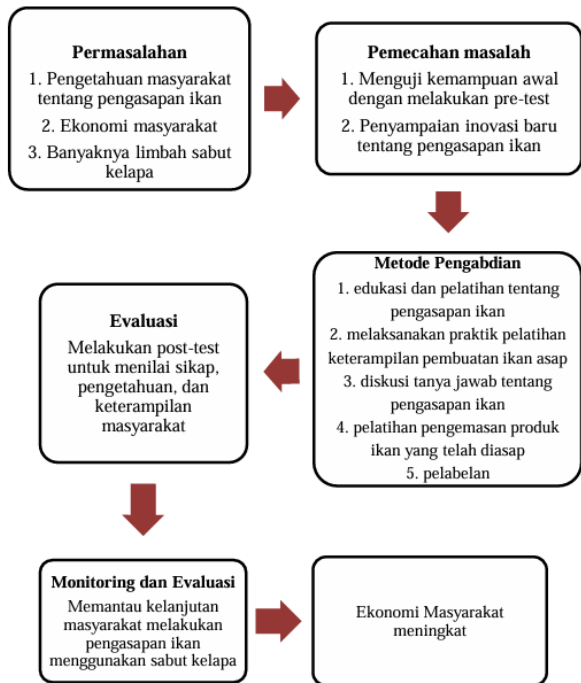 Permasalahan
1. Pengetahuan masyarakat
tentang pengasapan ikan
2. Ekonomi masyarakat
3. Banyaknya limbah sabut
kelapa
Pemecahan masalah
1. Menguji kemampuan awal
dengan melakukan pre-test
2. Penyampaian inovasi baru
tentang pengasapan ikan
Metode Pengabdian
1. edukasi dan pelatihan tentang
pengasapan ikan
2. melaksanakan praktik pelatihan
keterampilan pembuatan ikan asap
3. diskusi tanya jawab tentang
pengasapan ikan
4. pelatihan pengemasan produk
ikan yang telah diasap
5. pelabelan
Evaluasi
Melakukan post-test
untuk menilai sikap,
pengetahuan, dan
keterampilan
masyarakat
Monitoring dan Evaluasi
Memantau kelanjutan
masyarakat melakukan
pengasapan ikan
menggunakan sabut kelapa
Ekonomi Masyarakat
meningkat